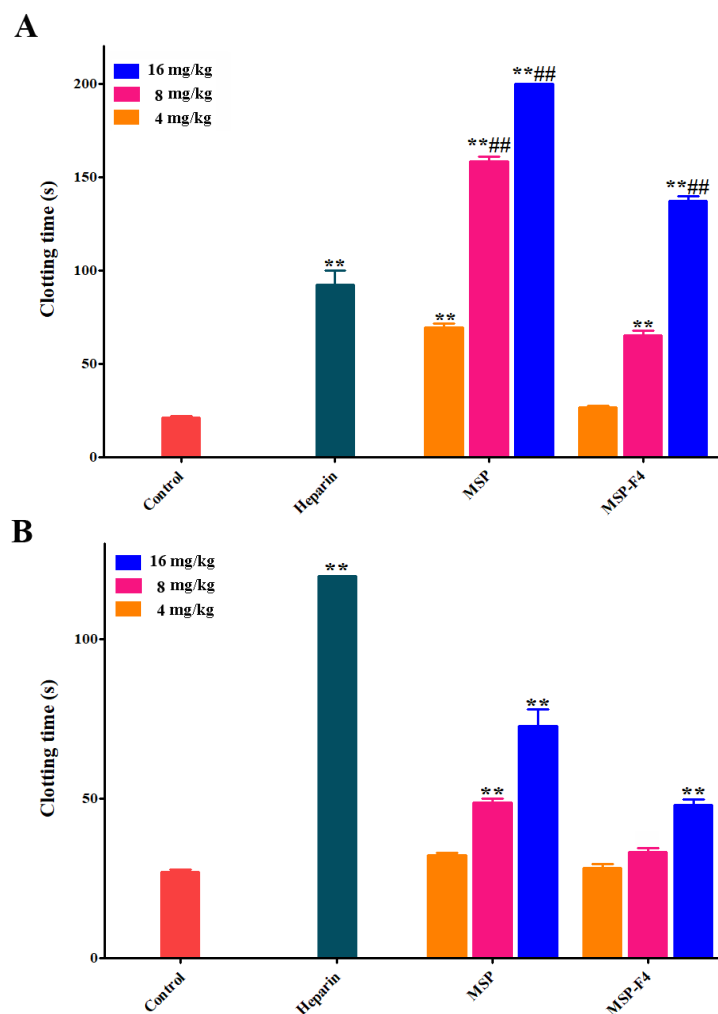 A
16 mg/kg
8 mg/kg
4 mg/kg
Clotting time (s)
200
150
100
50
0
**
**
**##
**##
**
**##
Control
Heparin
MSP
MSP-F4
B
16 mg/kg
8 mg/kg
4 mg/kg
Clotting time (s)
100
50
0
**
**
**
**
Control
Heparin
MSP
MSP-F4